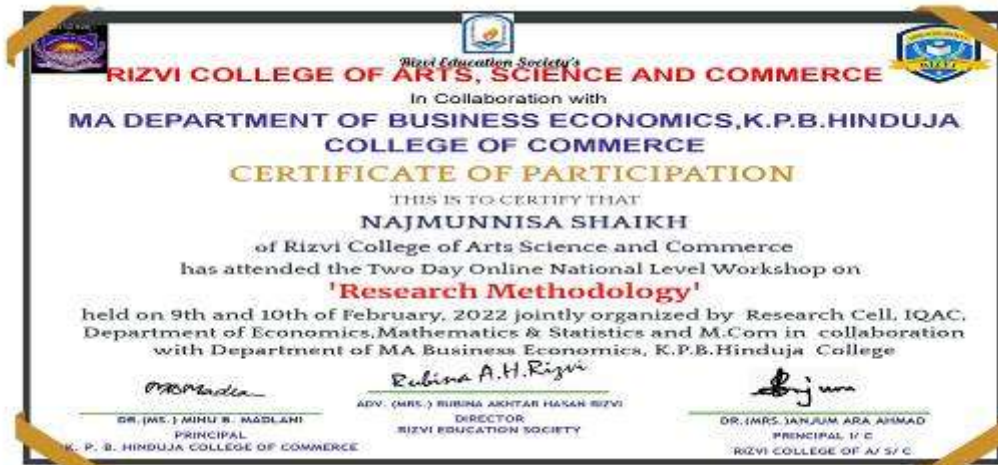 Rizvi Education Society's
RIZVI COLLEGE OF ARTS, SCIENCE AND COMMERCE
In Collaboration with
MA DEPARTMENT OF BUSINESS ECONOMICS,K.P.B.HINDUJA
COLLEGE OF COMMERCE
CERTIFICATE OF PARTICIPATION
THIS IS TO CERTIFY THAT
NAJMUNNISA SHAIKH
of Rizvi College of Arts Science and Commerce
has attended the Two Day Online National Level Workshop on
'Research Methodology'
held on 9th and 10th of February, 2022 jointly organized by Research Cell, IQAC,
Department of Economics,Mathematics & Statistics and M.Com in collaboration
with Department of MA Business Economics, K.P.B.Hinduja College
Rubina A.H.Rizvi
DR.(MS.) MINU B. MADLANI
PRINCIPAL
K. P. B. HINDUJA COLLEGE OF COMMERCE
ADV. (MRS.) RUBINA AKHTAR HASAN RIZVI
DIRECTOR
RIZVI EDUCATION SOCIETY
DR.(MRS.)ANJUM ARA AHMAD
PRINCIPAL I/ C
RIZVI COLLEGE OF A/ S/ C